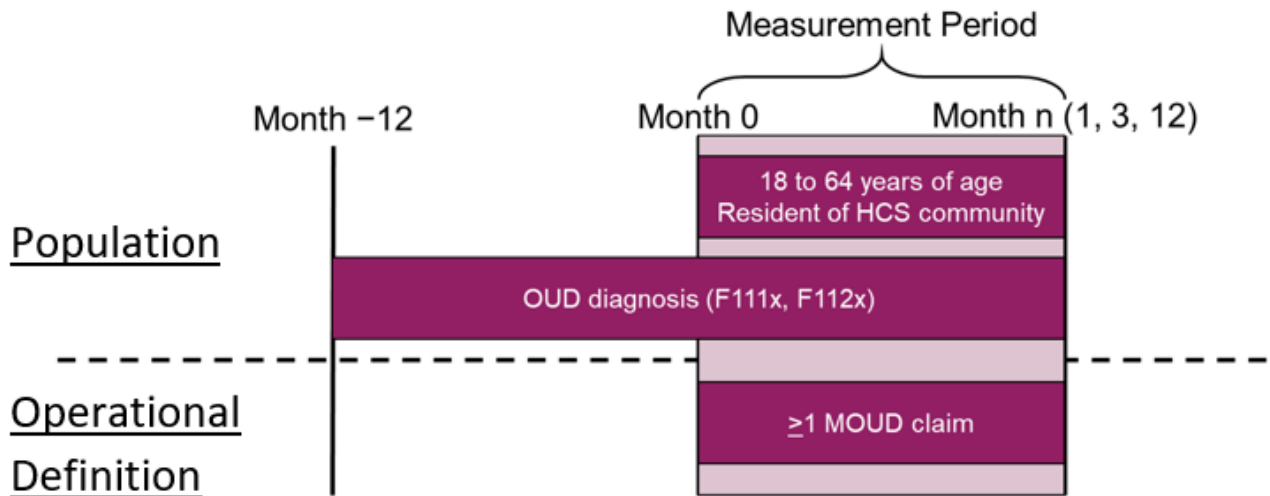 Measurement Period
Month −12
Month 0
Month n (1, 3, 12)
18 to 64 years of age
Resident of HCS community
Population
OUD diagnosis (F111x, F112x)
Operational
Definition
≥1 MOUD claim